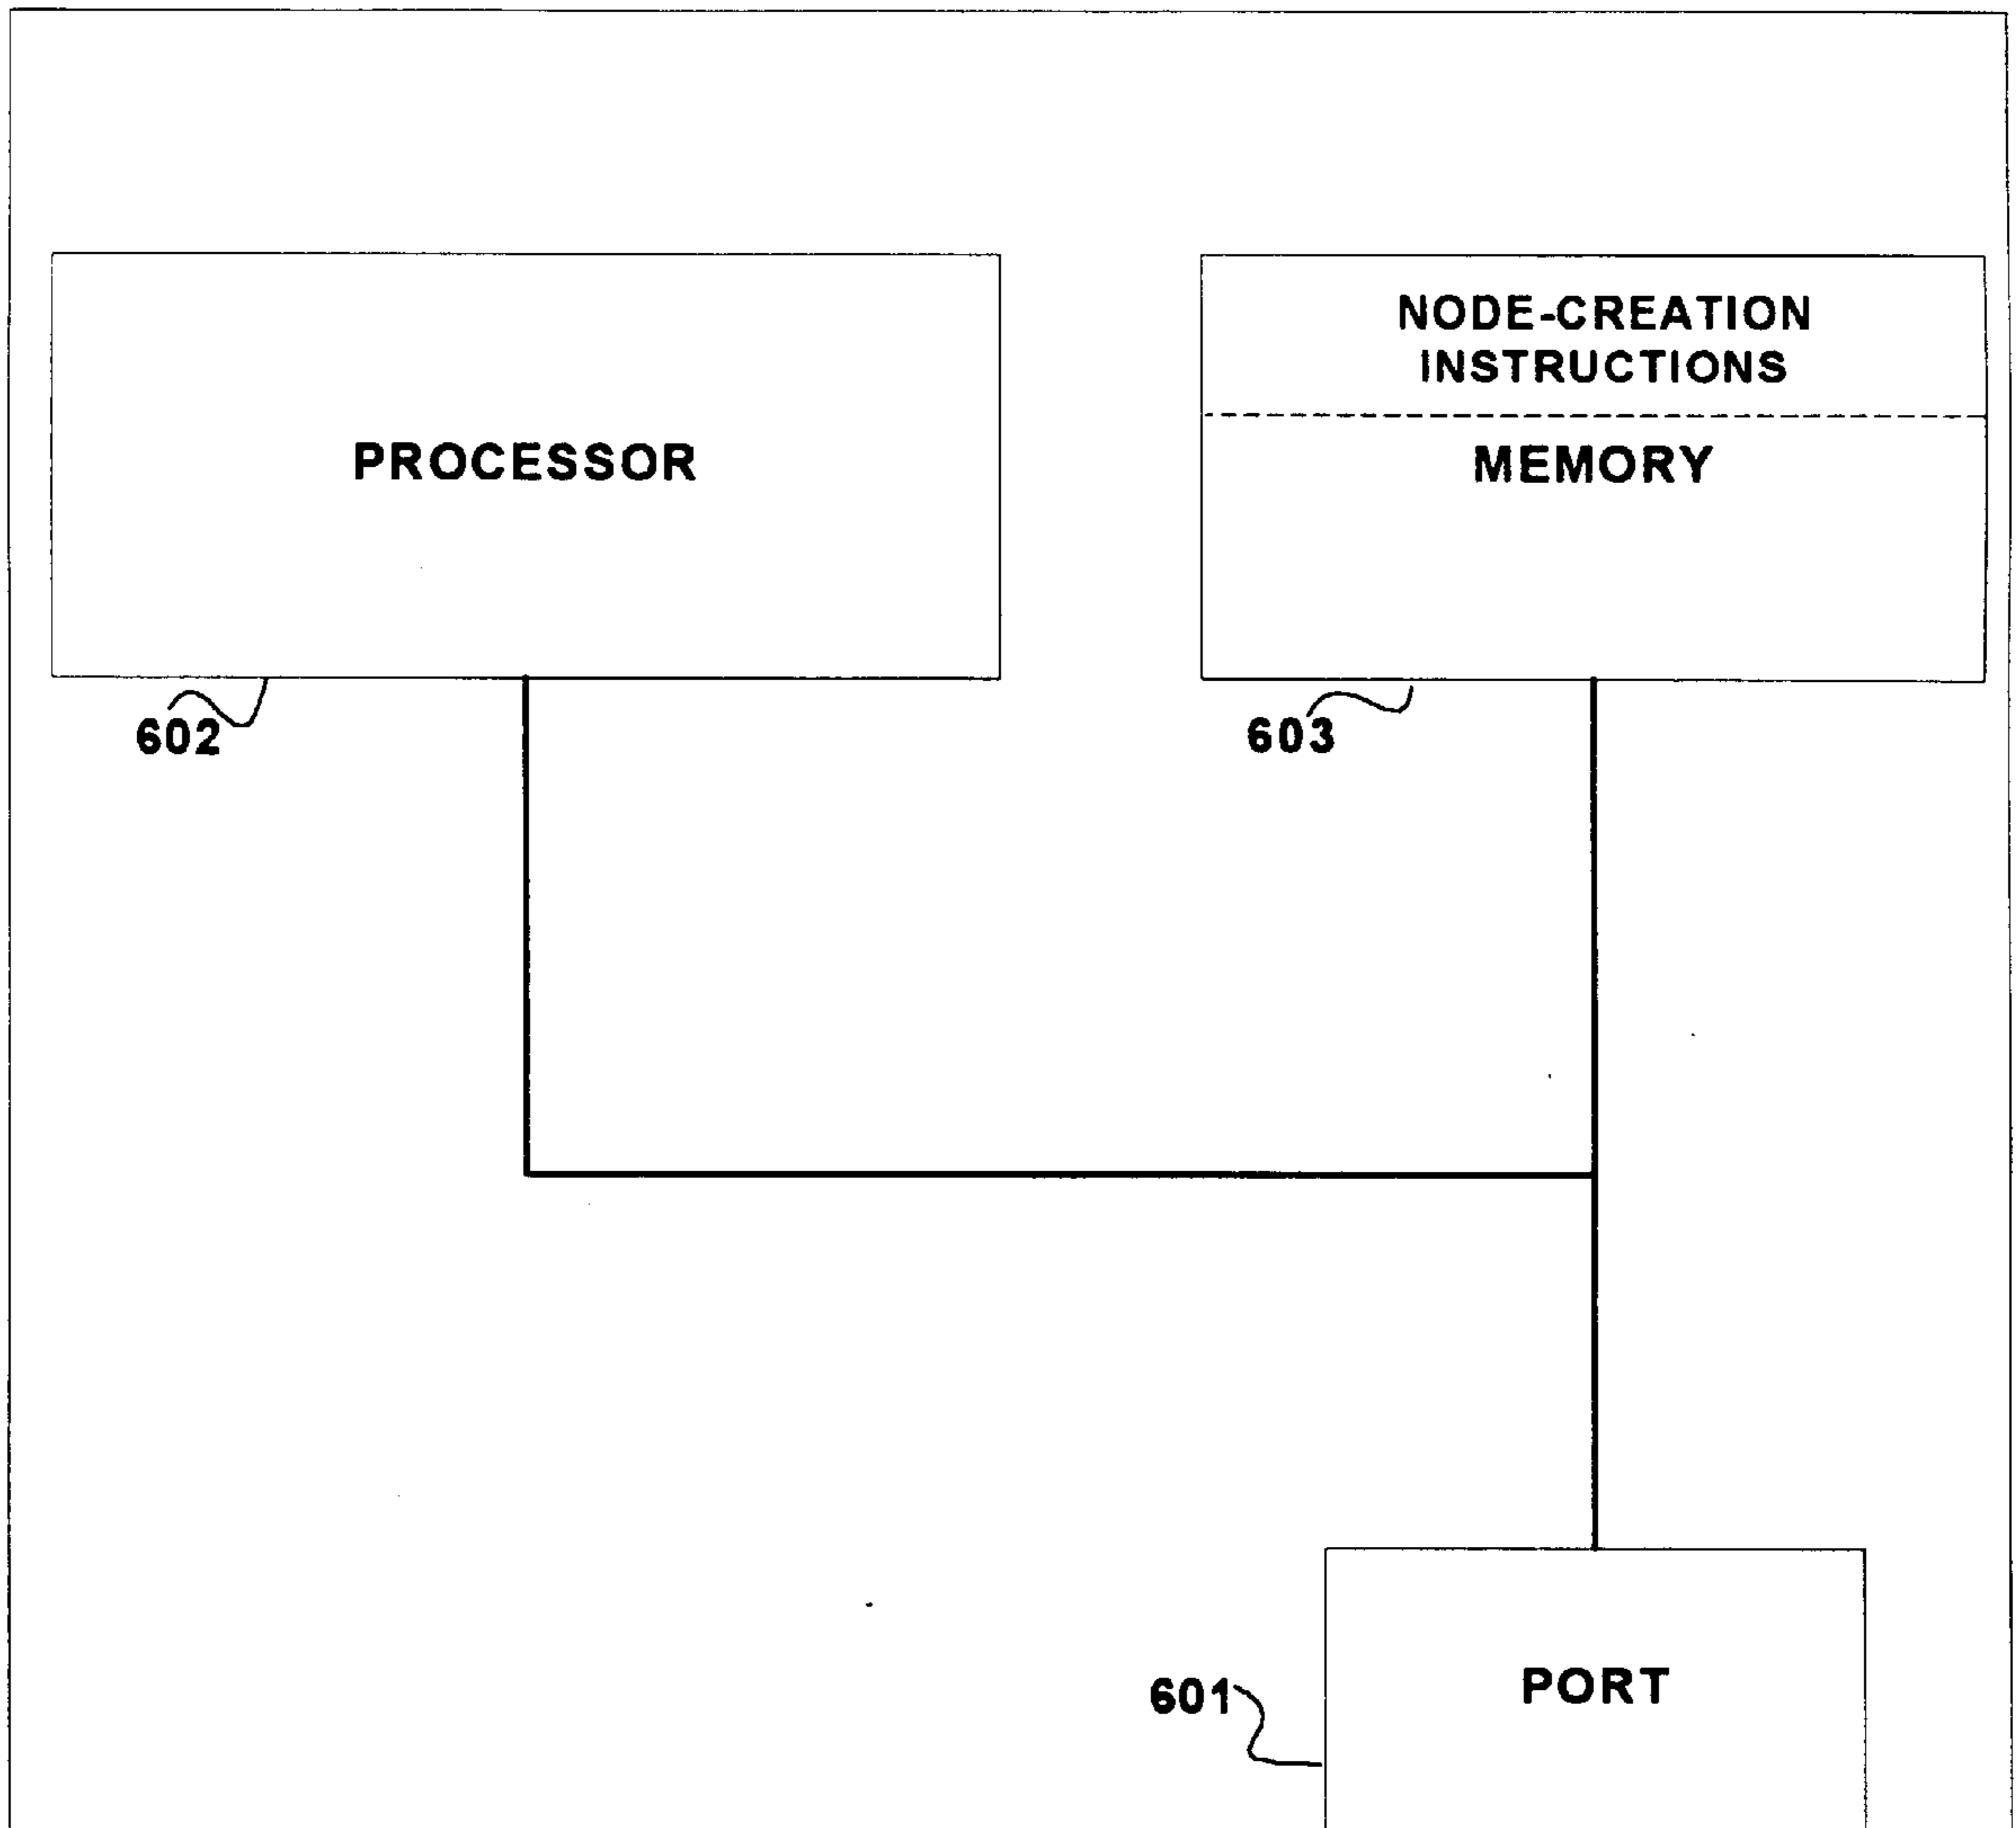 NODE-CREATION
INSTRUCTIONS
PROCESSOR
MEMORY
602
603
601
PORT